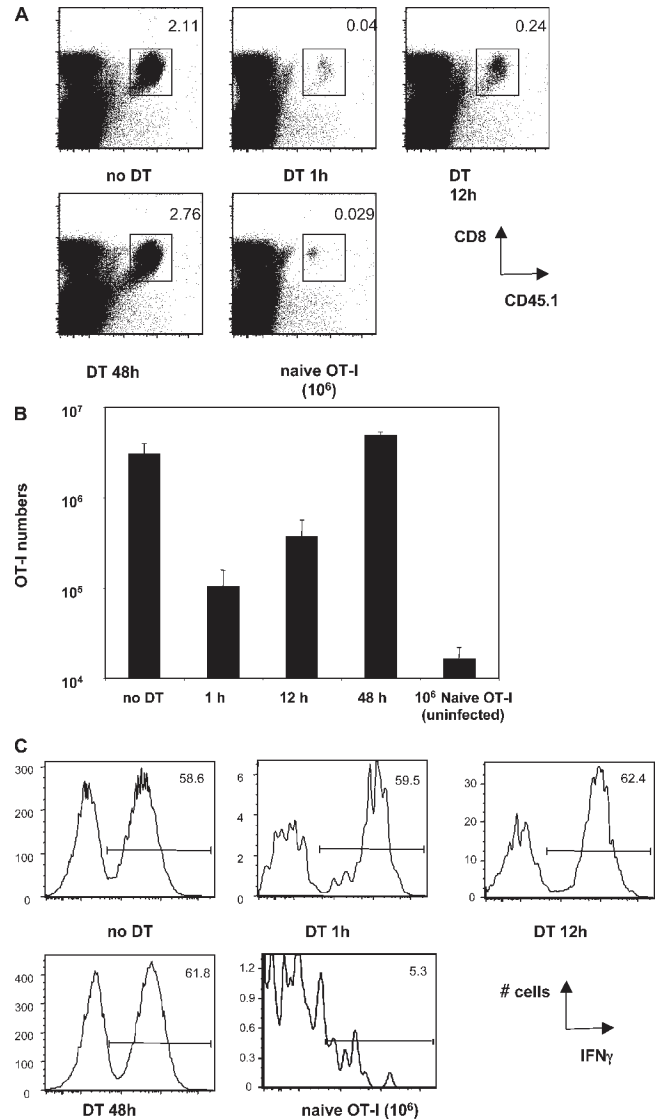 A
2.11
0.04
0.24
no DT
DT 1h
DT
12h
2.76
0.029
CD8
CD45.1
DT 48h
naive OT-I
(10⁶)
B
OT-I numbers
10⁷
10⁶
10⁵
10⁴
no DT
1 h
12 h
48 h
10⁶ Naive OT-I
(uninfected)
C
300
200
100
0
58.6
6
4
2
0
59.5
30
20
10
0
62.4
no DT
DT 1h
DT 12h
400
300
200
100
0
61.8
1.2
0.9
0.6
0.3
0
5.3
# cells
IFNγ
DT 48h
naive OT-I (10⁶)